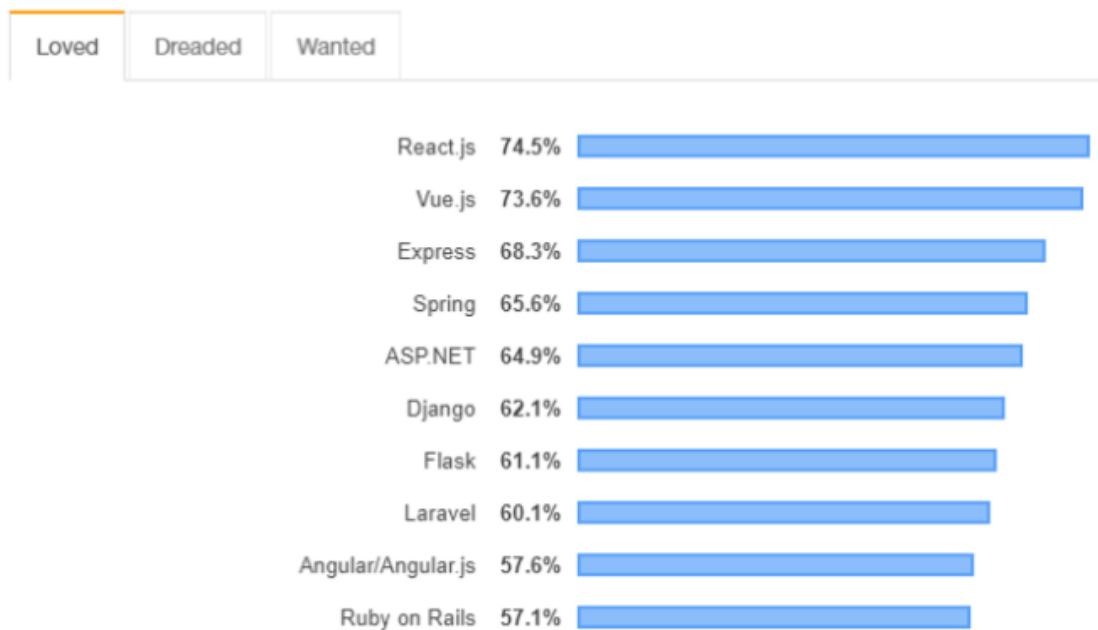 Loved Dreaded Wanted
React.js 74.5%
Vue.js 73.6%
Express 68.3%
Spring 65.6%
ASP.NET 64.9%
Django 62.1%
Flask 61.1%
Laravel 60.1%
Angular/Angular.js 57.6%
Ruby on Rails 57.1%